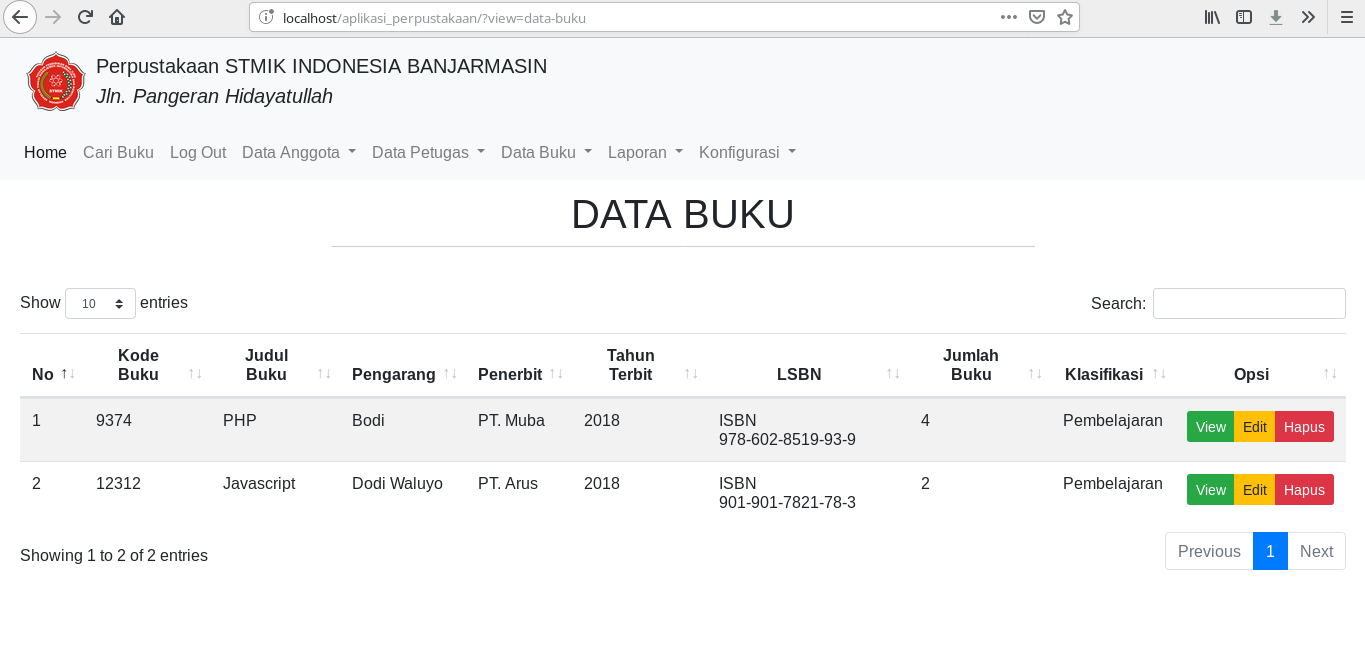 localhost/aplikasi_perpustakaan/?view=data-buku
Perpustakaan STMIK INDONESIA BANJARMASIN
Jln. Pangeran Hidayatullah
Home Cari Buku Log Out Data Anggota Data Petugas Data Buku Laporan Konfigurasi
DATA BUKU
Show 10 entries Search:
No Kode Buku Judul Buku Pengarang Penerbit Tahun Terbit LSBN Jumlah Buku Klasifikasi Opsi
1 9374 PHP Bodi PT. Muba 2018 ISBN 978-602-8519-93-9 4 Pembelajaran View Edit Hapus
2 12312 Javascript Dodi Waluyo PT. Arus 2018 ISBN 901-901-7821-78-3 2 Pembelajaran View Edit Hapus
Showing 1 to 2 of 2 entries Previous 1 Next